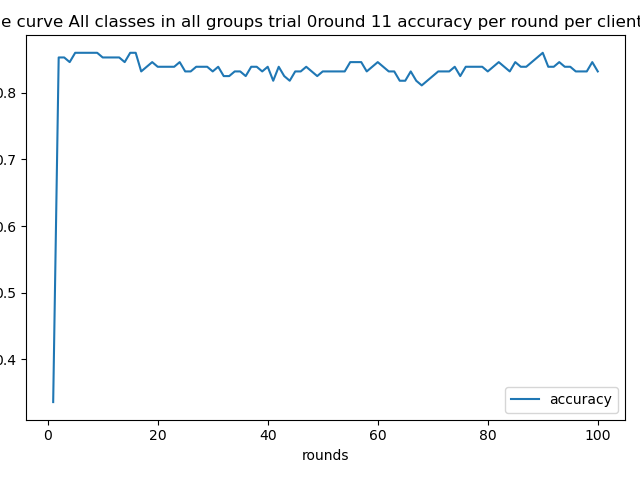 e curve All classes in all groups trial 0round 11 accuracy per round per client
0.8
0.7
0.6
0.5
0.4
accuracy
0 20 40 60 80 100
rounds